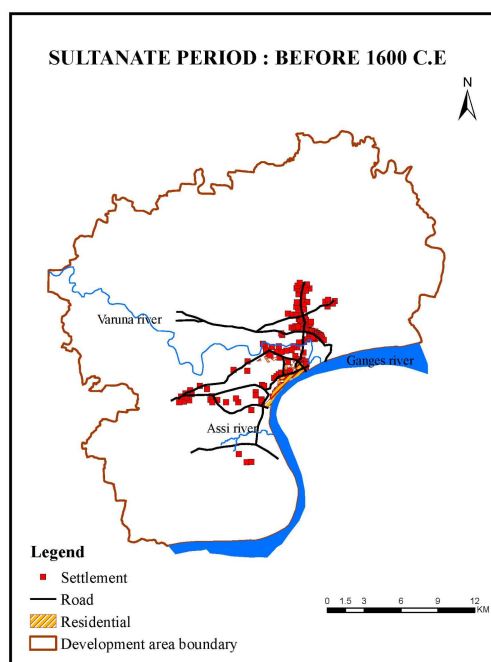 SULTANATE PERIOD : BEFORE 1600 C.E
N
Varuna river
Ganges river
Assi river
Legend
Settlement
Road
Residential
Development area boundary
0 1.5 3 6 9 12
KM